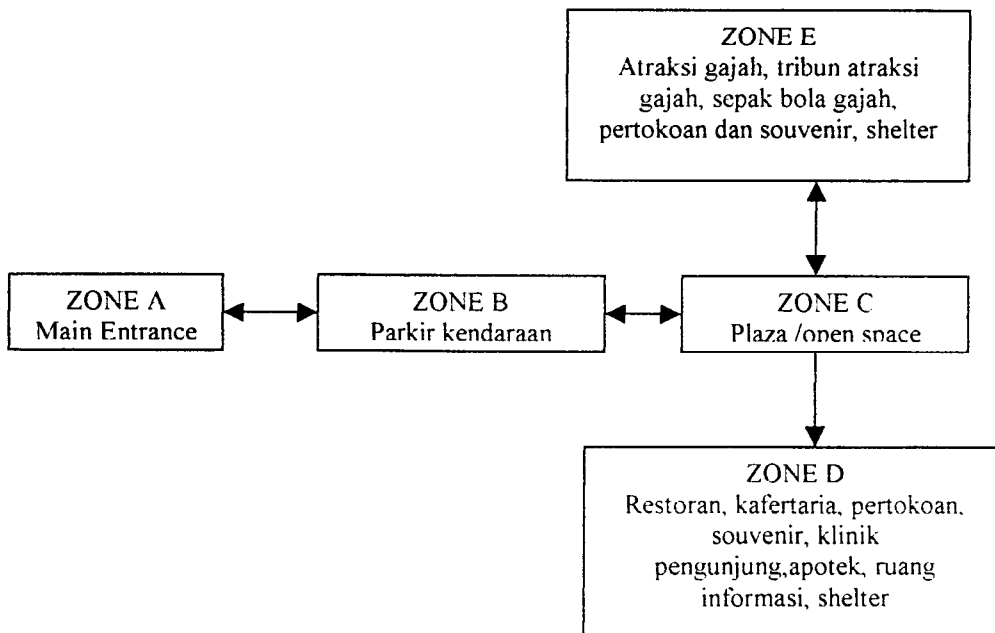 ZONE E
Atraksi gajah, tribun atraksi
gajah, sepak bola gajah,
pertokoan dan souvenir, shelter
ZONE A
Main Entrance
ZONE B
Parkir kendaraan
ZONE C
Plaza /open space
ZONE D
Restoran, kafertaria, pertokoan,
souvenir, klinik
pengunjung,apotek, ruang
informasi, shelter